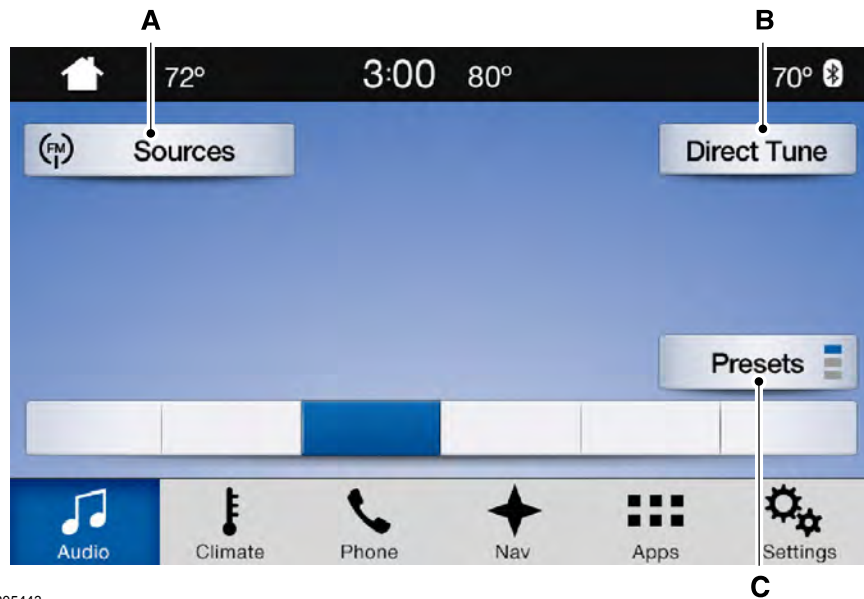 A
B
72° 3:00 80° 70°
FM Sources
Direct Tune
Presets
Audio Climate Phone Nav Apps Settings
C